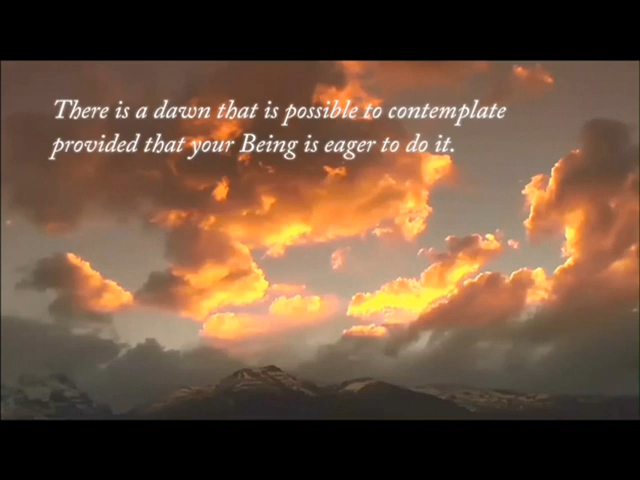 There is a dawn that is possible to contemplate
provided that your Being is eager to do it.